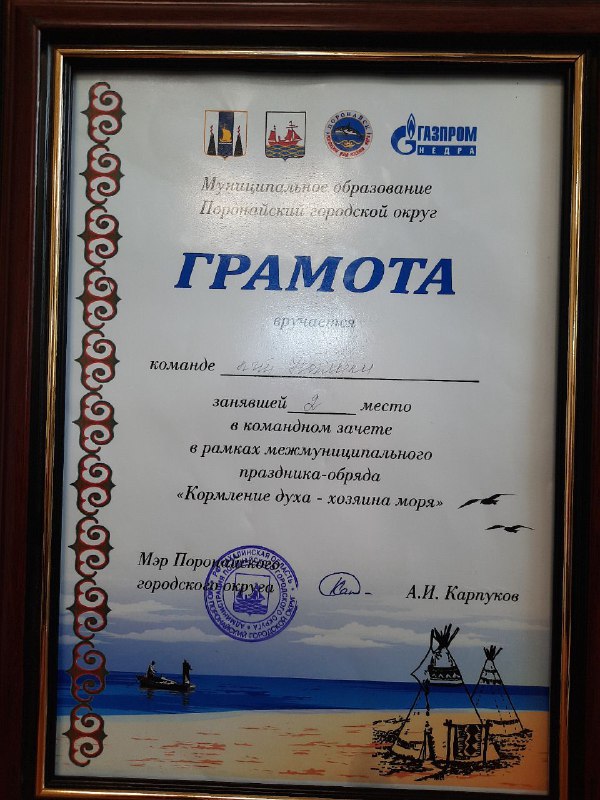 ПОРОНАЙСК
ГАЗПРОМ
НЕДРА
Муниципальное образование
Поронайский городской округ
ГРАМОТА
вручается
команде
занявшей 2 место
в командном зачете
в рамках межмуниципального
праздника-обряда
«Кормление духа - хозяина моря»
Мэр Поронайского
городского округа
А.И. Карпуков